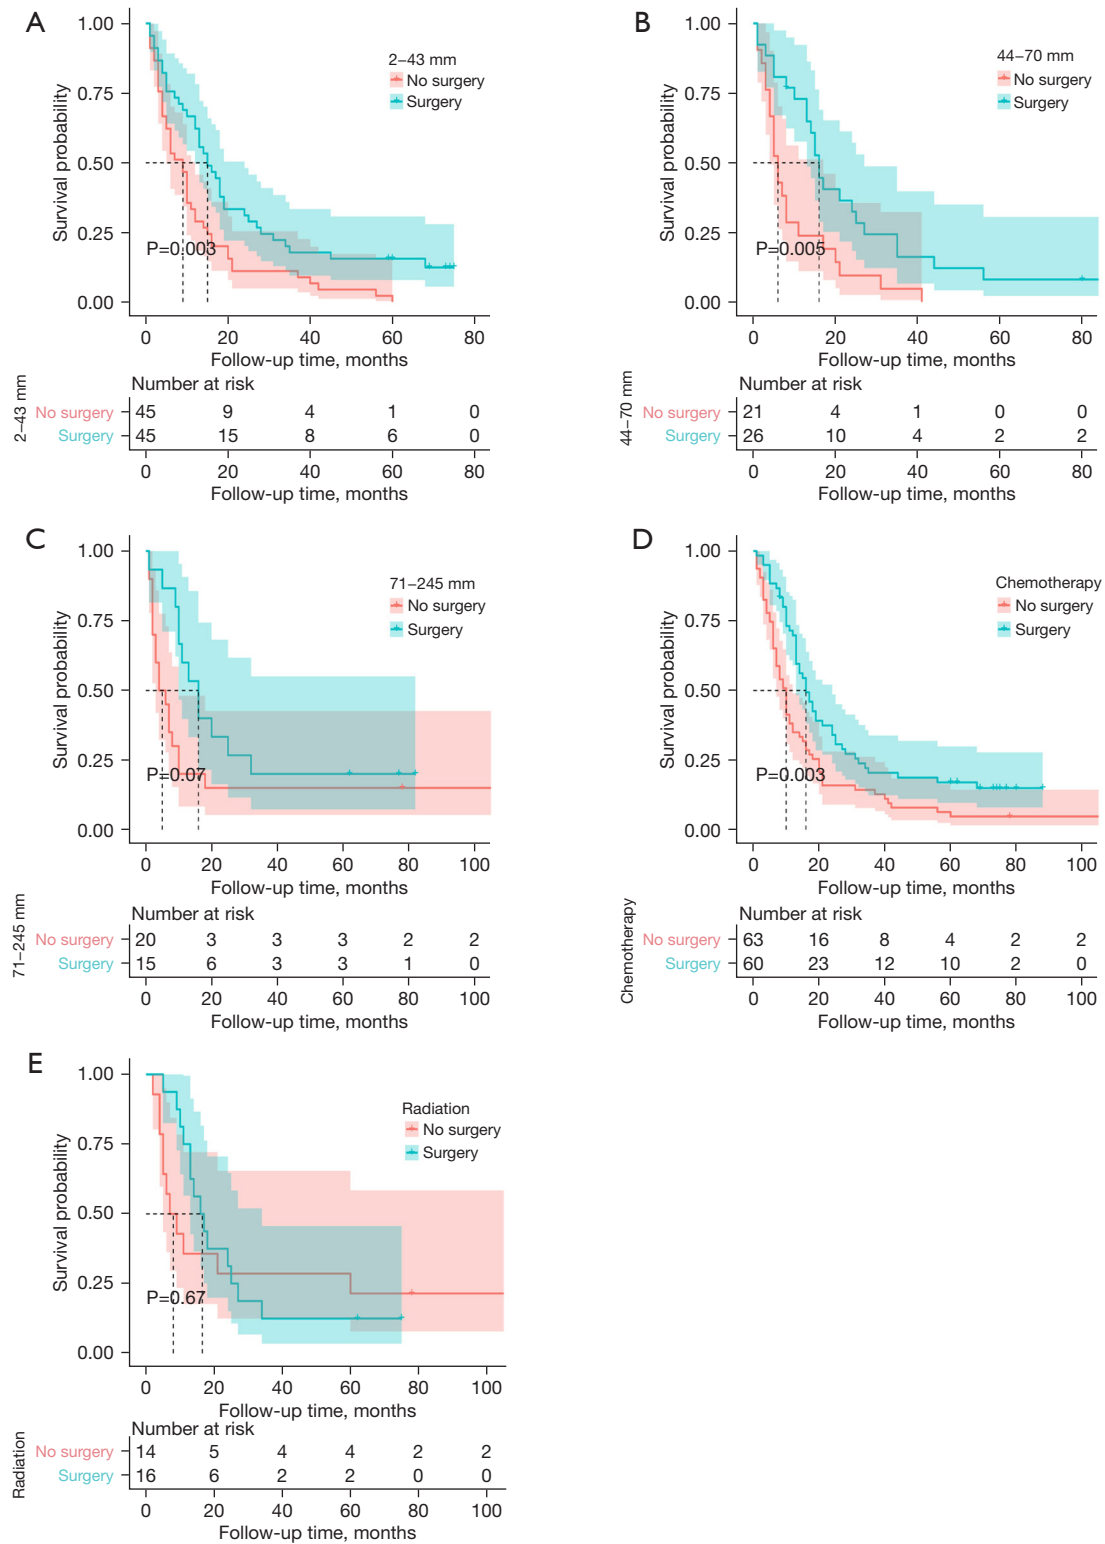 A
1.00
0.75
0.50
0.25
0.00
Survival probability
2–43 mm
No surgery
Surgery
P=0.003
0 20 40 60 80
Follow-up time, months
Number at risk
2–43 mm
No surgery 45 9 4 1 0
Surgery 45 15 8 6 0
0 20 40 60 80
Follow-up time, months
B
1.00
0.75
0.50
0.25
0.00
Survival probability
44–70 mm
No surgery
Surgery
P=0.005
0 20 40 60 80
Follow-up time, months
Number at risk
44–70 mm
No surgery 21 4 1 0 0
Surgery 26 10 4 2 2
0 20 40 60 80
Follow-up time, months
C
1.00
0.75
0.50
0.25
0.00
Survival probability
71–245 mm
No surgery
Surgery
P=0.07
0 20 40 60 80 100
Follow-up time, months
Number at risk
71–245 mm
No surgery 20 3 3 3 2 2
Surgery 15 6 3 3 1 0
0 20 40 60 80 100
Follow-up time, months
D
1.00
0.75
0.50
0.25
0.00
Survival probability
Chemotherapy
No surgery
Surgery
P=0.003
0 20 40 60 80 100
Follow-up time, months
Number at risk
Chemotherapy
No surgery 63 16 8 4 2 2
Surgery 60 23 12 10 2 0
0 20 40 60 80 100
Follow-up time, months
E
1.00
0.75
0.50
0.25
0.00
Survival probability
Radiation
No surgery
Surgery
P=0.67
0 20 40 60 80 100
Follow-up time, months
Number at risk
Radiation
No surgery 14 5 4 4 2 2
Surgery 16 6 2 2 0 0
0 20 40 60 80 100
Follow-up time, months